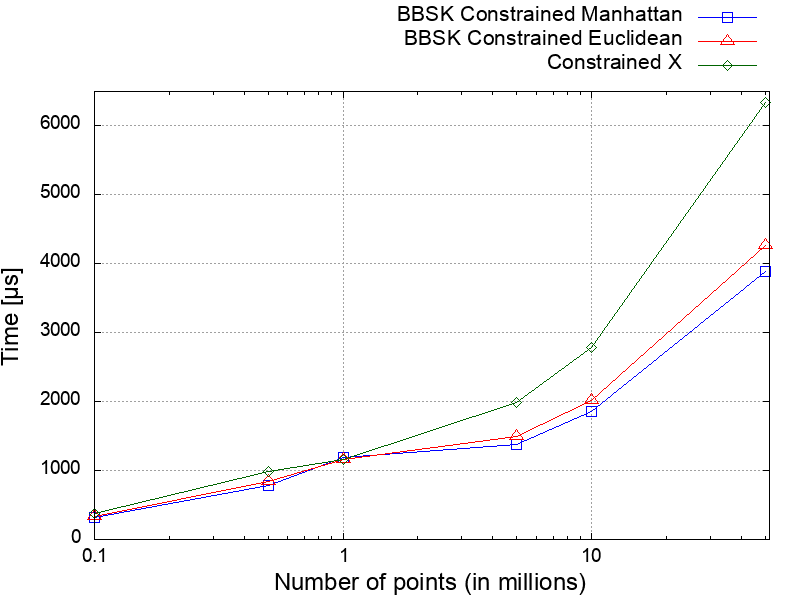 BBSK Constrained Manhattan
BBSK Constrained Euclidean
Constrained X
6000
5000
4000
3000
2000
1000
0
Time [µs]
0.1
1
10
Number of points (in millions)